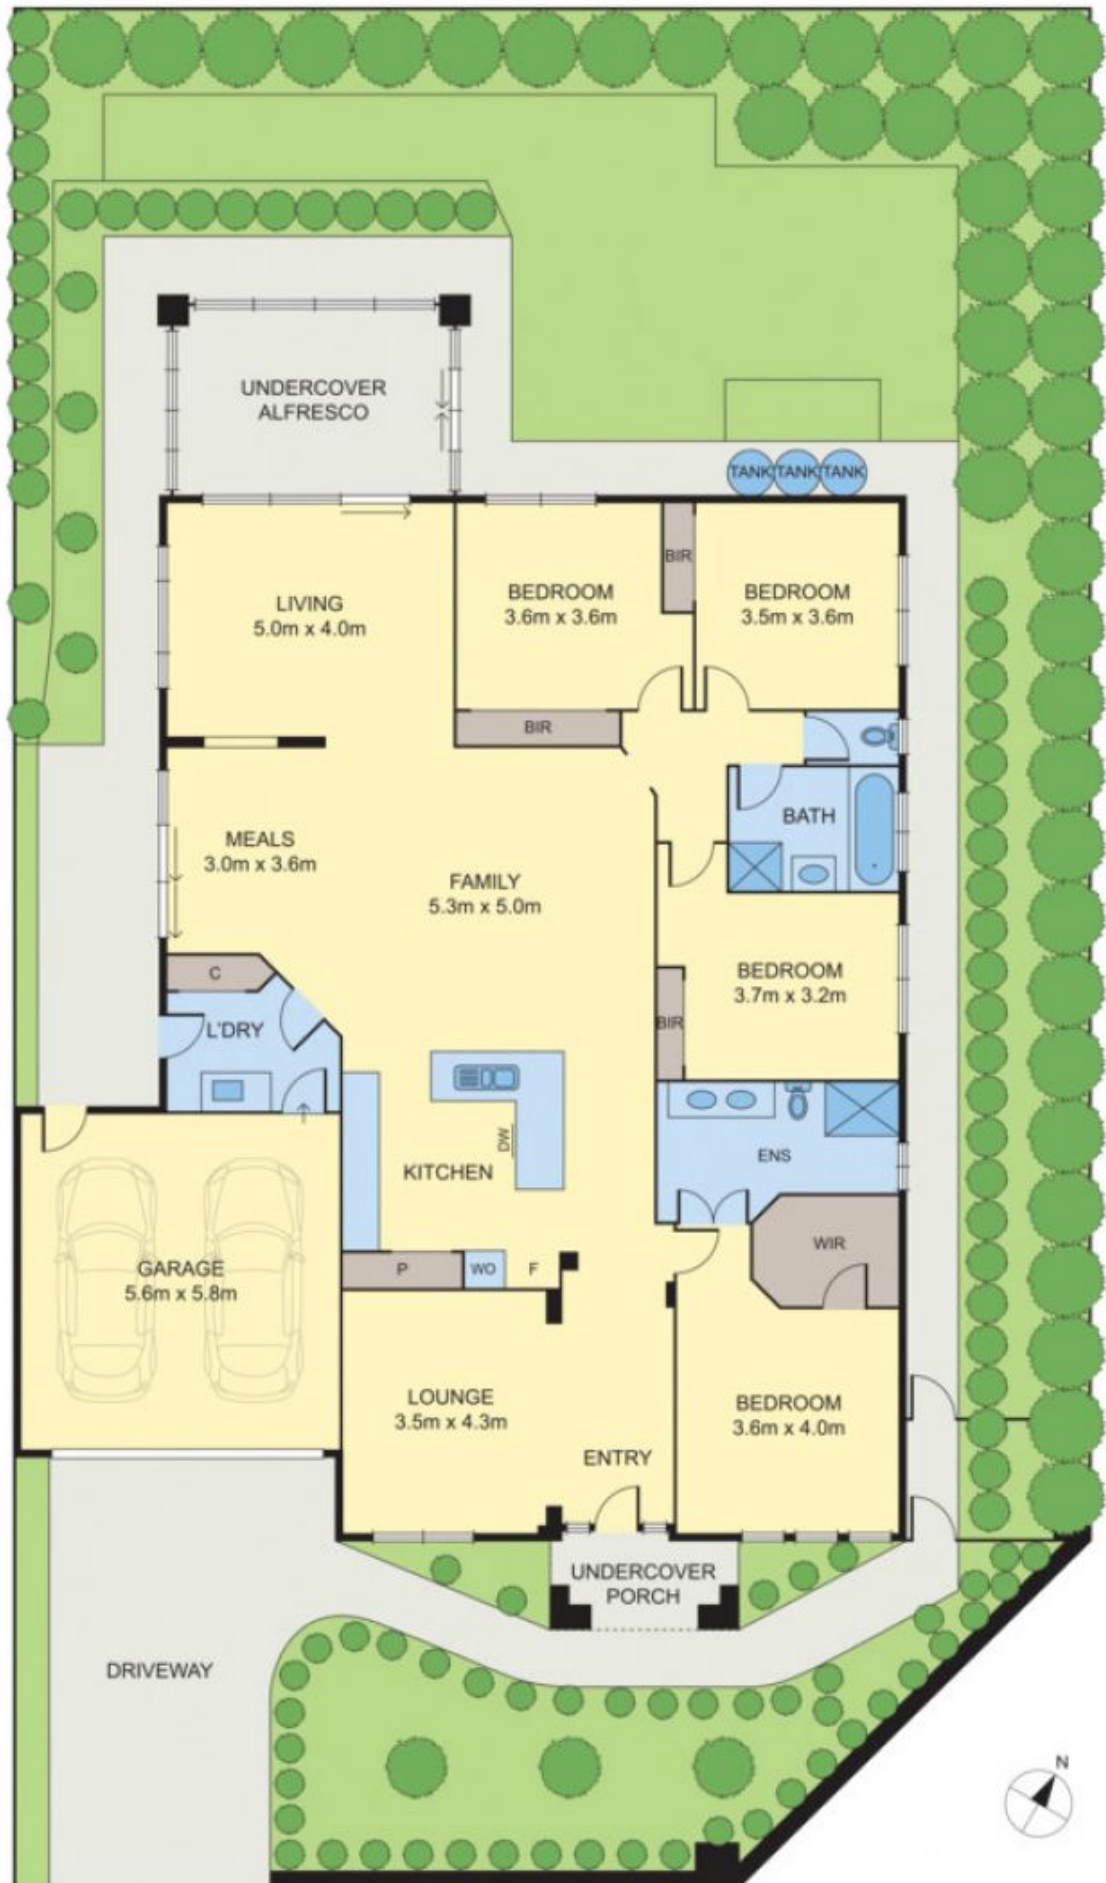 UNDERCOVER
ALFRESCO
TANK TANK TANK
LIVING
5.0m x 4.0m
BEDROOM
3.6m x 3.6m
BIR
BEDROOM
3.5m x 3.6m
BIR
BATH
MEALS
3.0m x 3.6m
FAMILY
5.3m x 5.0m
C
L'DRY
BEDROOM
3.7m x 3.2m
BIR
DW
KITCHEN
ENS
WIR
P
WO
F
GARAGE
5.6m x 5.8m
LOUNGE
3.5m x 4.3m
BEDROOM
3.6m x 4.0m
ENTRY
UNDERCOVER
PORCH
DRIVEWAY
N